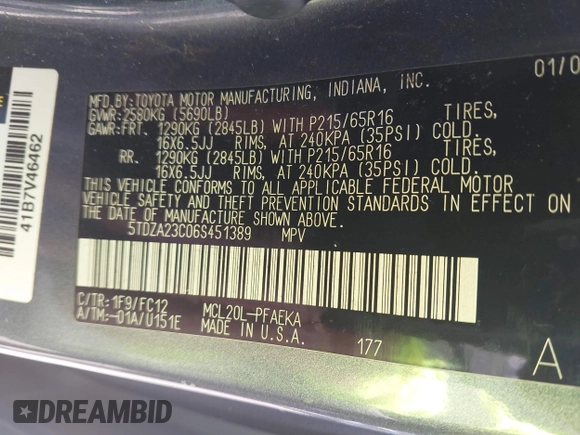 MFD.BY:TOYOTA MOTOR MANUFACTURING, INDIANA, INC. 01/0
GVWR:2580KG (5690LB)
GAWR:FRT. 1290KG (2845LB) WITH P215/65R16 TIRES,
16X6.5JJ RIMS, AT 240KPA (35PSI) COLD.
RR. 1290KG (2845LB) WITH P215/65R16 TIRES,
16X6.5JJ RIMS, AT 240KPA (35PSI) COLD.
THIS VEHICLE CONFORMS TO ALL APPLICABLE FEDERAL MOTOR
VEHICLE SAFETY AND THEFT PREVENTION STANDARDS IN EFFECT ON
THE DATE OF MANUFACTURE SHOWN ABOVE.
5TDZA23C06S451389 MPV
C/TR:1F9/FC12 MCL20L-PFAEKA
A/TM:-01A/U151E MADE IN U.S.A. 177 A
41B7V46462
DREAMBID